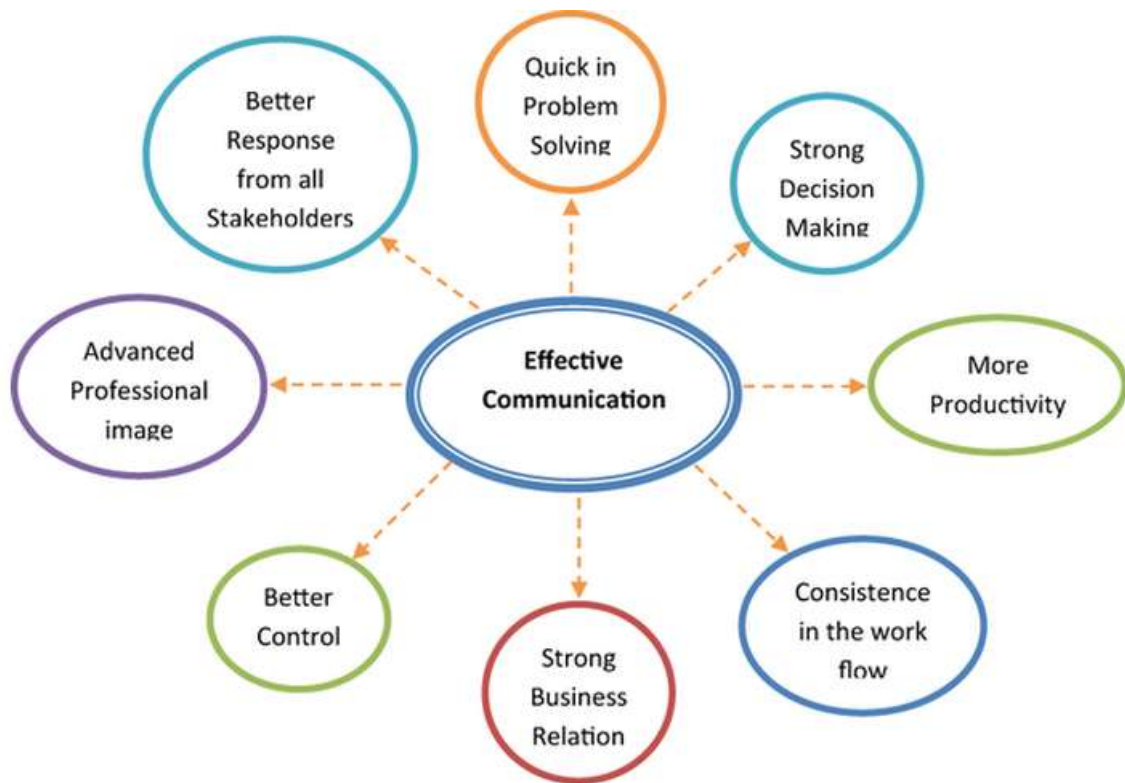 Quick in
Problem
Solving
Better
Response
from all
Stakeholders
Strong
Decision
Making
Effective
Communication
Advanced
Professional
image
More
Productivity
Better
Control
Consistence
in the work
flow
Strong
Business
Relation